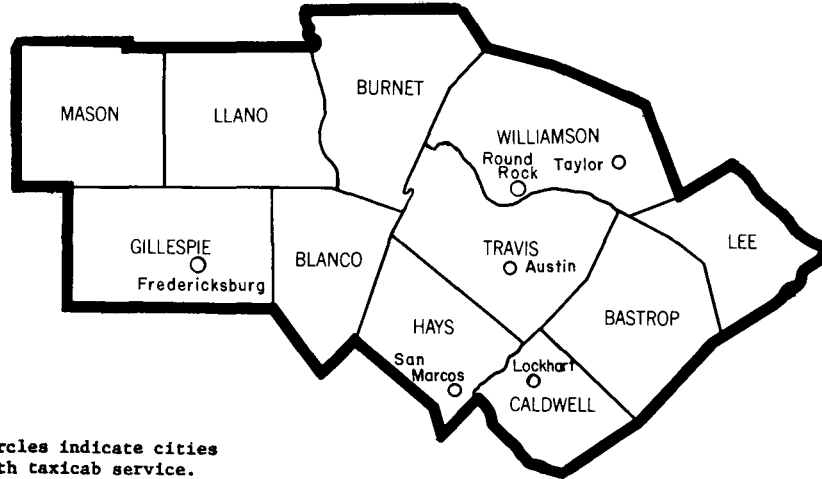 BURNET
MASON
LLANO
WILLIAMSON
Round
Rock
Taylor
GILLESPIE
Fredericksburg
BLANCO
TRAVIS
Austin
LEE
HAYS
BASTROP
San
Marcos
Lockhart
CALDWELL
rcles indicate cities
th taxicab service.